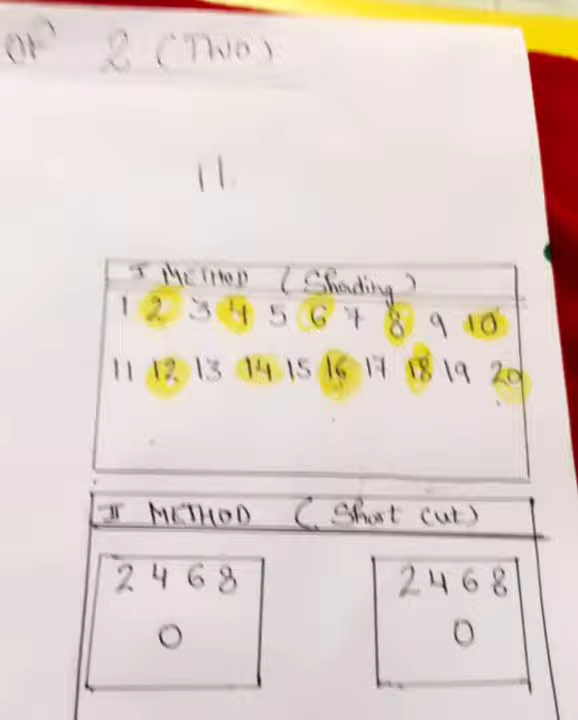 OF 2 (TWO)
11
I METHOD (Shading)
1 2 3 4 5 6 7 8 9 10
11 12 13 14 15 16 17 18 19 20
II METHOD (Short cut)
2 4 6 8 2 4 6 8
0 0